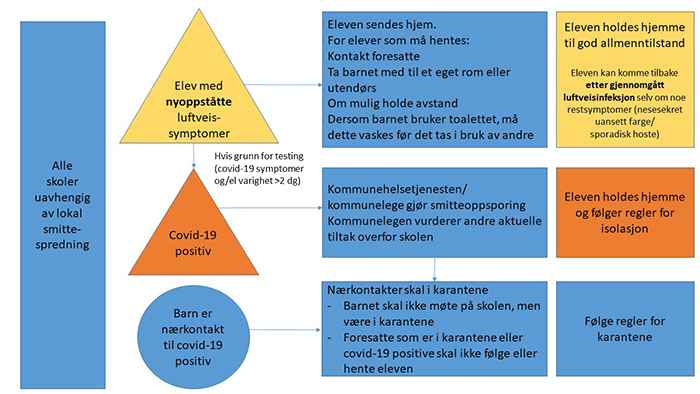 Alle
skoler
uavhengig
av lokal
smitte-
spredning
Elev med
nyoppståtte
luftveis-
symptomer
Eleven sendes hjem.
For elever som må hentes:
Kontakt foresatte
Ta barnet med til et eget rom eller
utendørs
Om mulig holde avstand
Dersom barnet bruker toalettet, må
dette vaskes før det tas i bruk av andre
Eleven holdes hjemme
til god allmenntilstand
Eleven kan komme tilbake
etter gjennomgått
luftveisinfeksjon selv om noe
restsymptomer (nesesekret
uansett farge/
sporadisk hoste)
Hvis grunn for testing
(covid-19 symptomer
og/el varighet >2 dg)
Covid-19
positiv
Kommunehelsetjenesten/
kommunelege gjør smitteoppsporing
Kommunelegen vurderer andre aktuelle
tiltak overfor skolen
Eleven holdes hjemme
og følger regler for
isolasjon
Barn er
nærkontakt
til covid-19
positiv
Nærkontakter skal i karantene
- Barnet skal ikke møte på skolen, men
være i karantene
- Foresatte som er i karantene eller
covid-19 positive skal ikke følge eller
hente eleven
Følge regler for
karantene